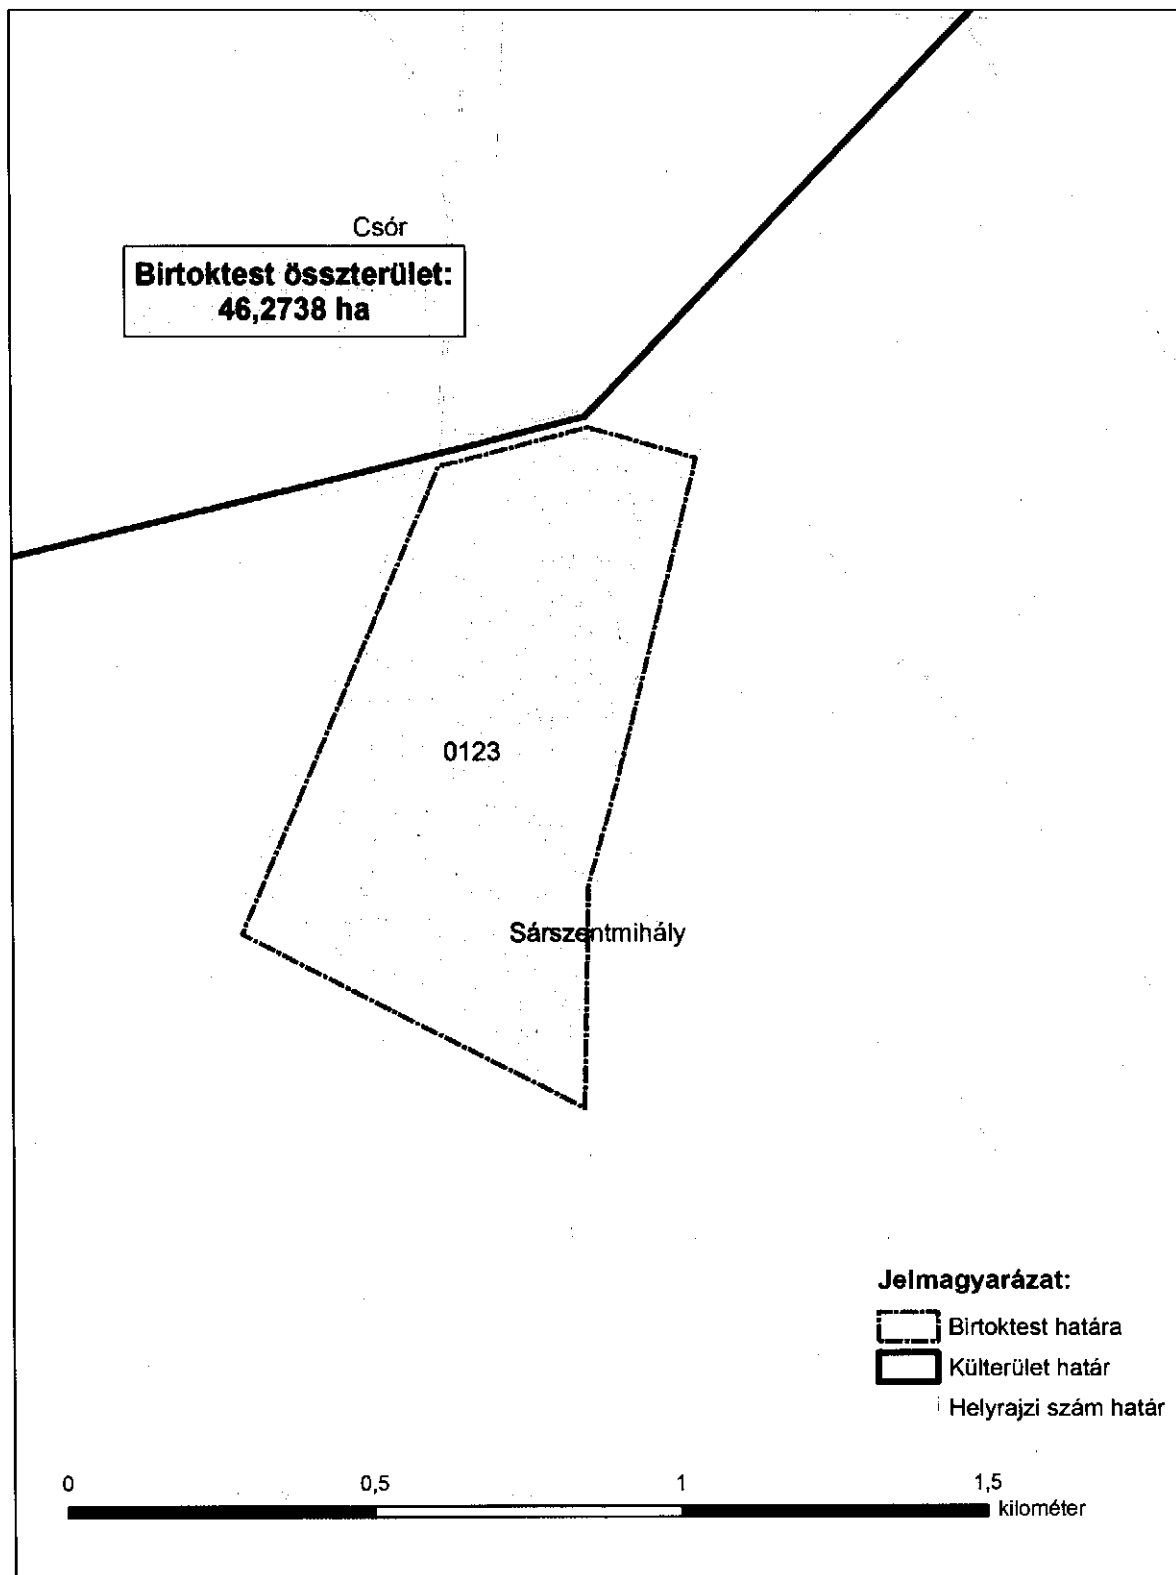 Csór
Birtoktest összterület:
46,2738 ha
0123
Sárszentmihály
Jelmagyarázat:
Birtoktest határa
Külterület határ
Helyrajzi szám határ
0 0,5 1 1,5
kilométer